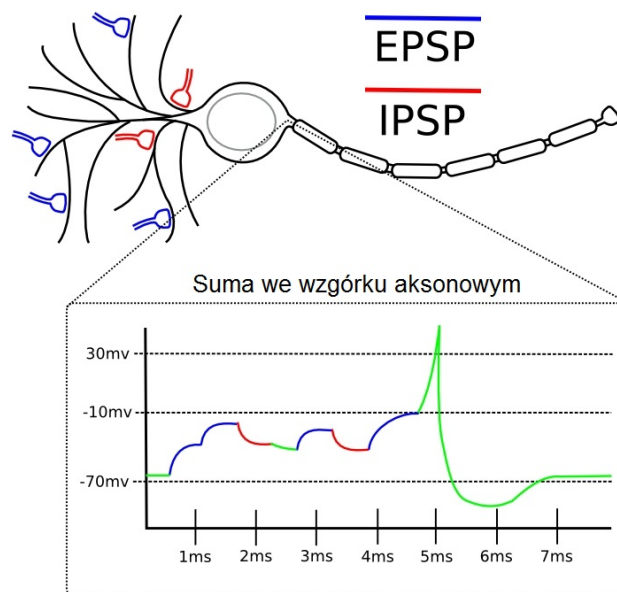 EPSP
IPSP
Suma we wzgórku aksonowym
30mv
-10mv
-70mv
1ms 2ms 3ms 4ms 5ms 6ms 7ms